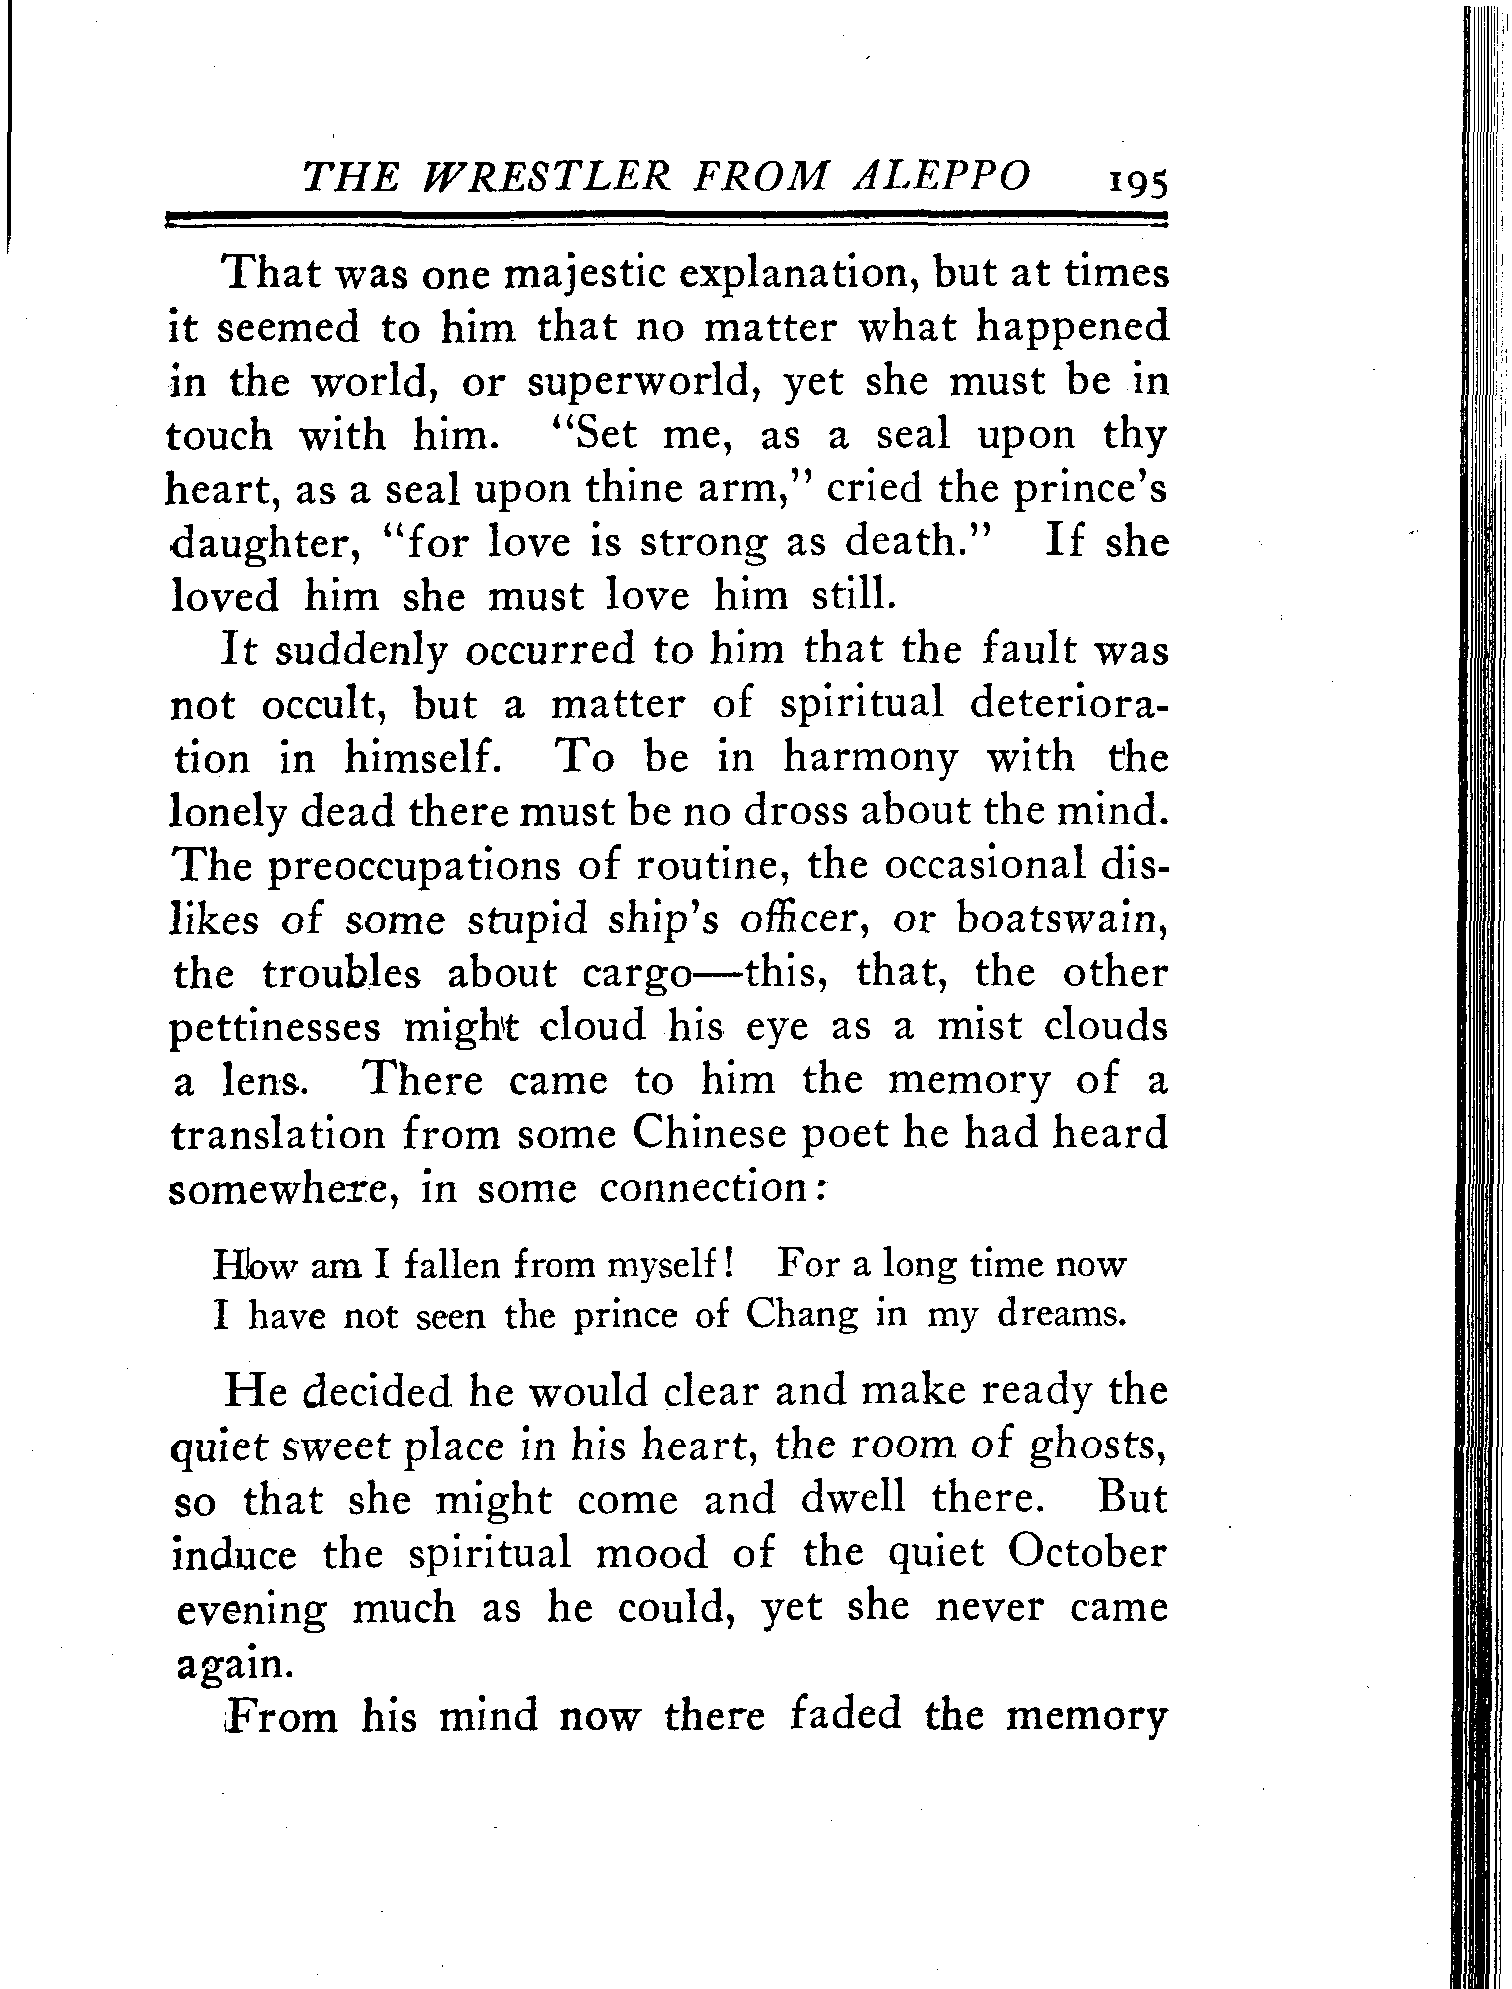 THE WRESTLER FROM ALEPPO 195
That was one majestic explanation, but at times
it seemed to him that no matter what happened
in the world, or superworld, yet she must be in
touch with him. "Set me, as a seal upon thy
heart, as a seal upon thine arm," cried the prince's
daughter, "for love is strong as death." If she
loved him she must love him still.
It suddenly occurred to him that the fault was
not occult, but a matter of spiritual deteriora-
tion in himself. To be in harmony with the
lonely dead there must be no dross about the mind.
The preoccupations of routine, the occasional dis-
likes of some stupid ship's officer, or boatswain,
the troubles about cargo—this, that, the other
pettinesses might cloud his eye as a mist clouds
a lens. There came to him the memory of a
translation from some Chinese poet he had heard
somewhere, in some connection:
How am I fallen from myself! For a long time now
I have not seen the prince of Chang in my dreams.
He decided he would clear and make ready the
quiet sweet place in his heart, the room of ghosts,
so that she might come and dwell there. But
induce the spiritual mood of the quiet October
evening much as he could, yet she never came
again.
From his mind now there faded the memory